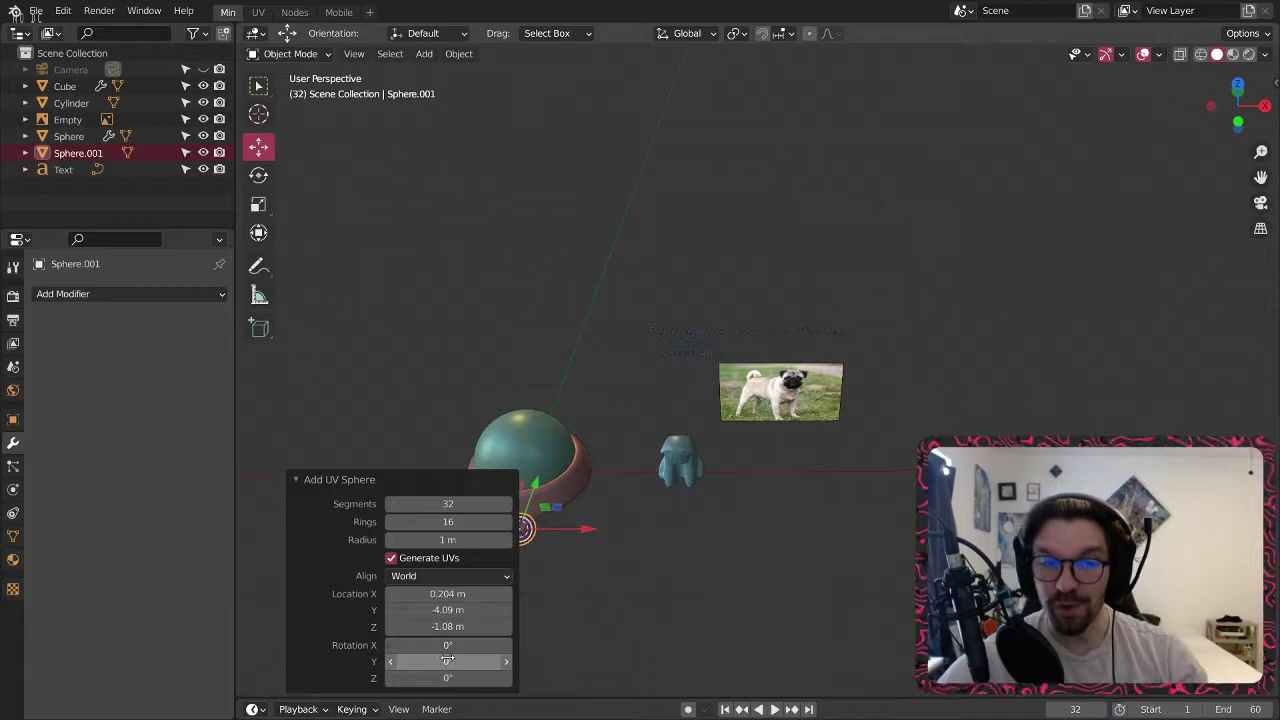 File Edit Render Window Help Min UV Nodes Mobile + Scene View Layer
Orientation: Default Drag: Select Box Global Options
Object Mode View Select Add Object
Scene Collection
Camera
Cube
Cylinder
Empty
Sphere
Sphere.001
Text
User Perspective
(32) Scene Collection | Sphere.001
Z
X
Sphere.001
Add Modifier
Add UV Sphere
Segments 32
Rings 16
Radius 1 m
Generate UVs
Align World
Location X 0.204 m
Y -4.09 m
Z -1.08 m
Rotation X 0°
Y 0°
Z 0°
Playback Keying View Marker 32 Start 1 End 60